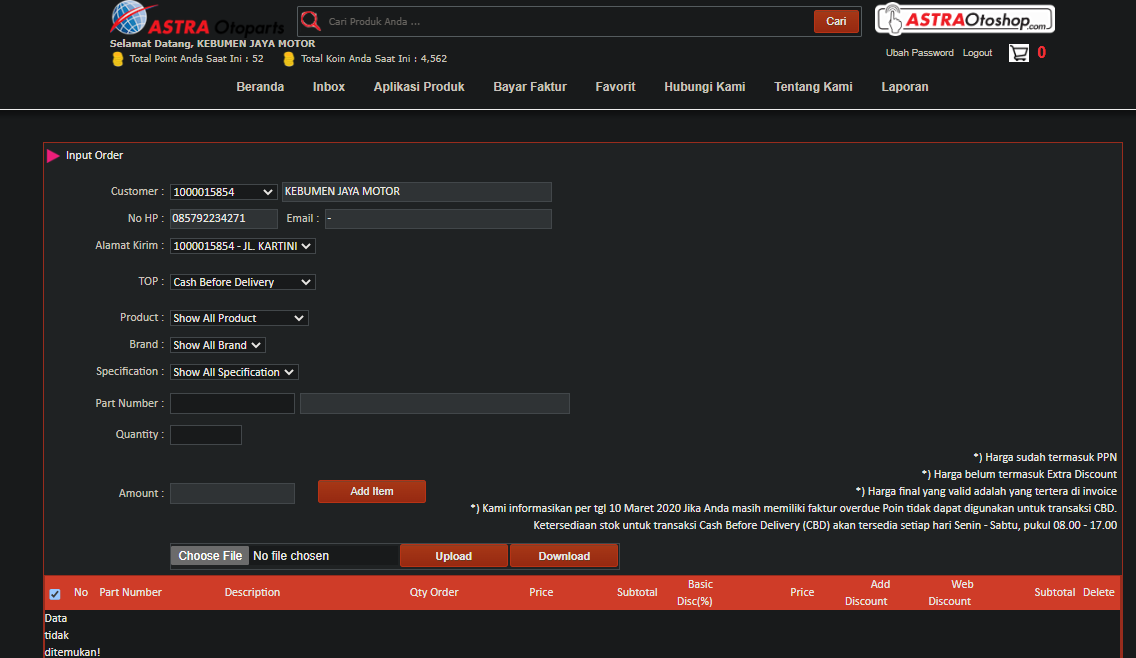 ASTRA Otoparts
Cari Produk Anda ...
Cari
ASTRAOtoshop.com
Selamat Datang, KEBUMEN JAYA MOTOR
Total Point Anda Saat Ini : 52
Total Koin Anda Saat Ini : 4,562
Ubah Password Logout 0
Beranda Inbox Aplikasi Produk Bayar Faktur Favorit Hubungi Kami Tentang Kami Laporan
Input Order
Customer : 1000015854 KEBUMEN JAYA MOTOR
No HP : 085792234271 Email : -
Alamat Kirim : 1000015854 - JL. KARTINI
TOP : Cash Before Delivery
Product : Show All Product
Brand : Show All Brand
Specification : Show All Specification
Part Number :
Quantity :
*) Harga sudah termasuk PPN
*) Harga belum termasuk Extra Discount
Amount : Add Item
*) Harga final yang valid adalah yang tertera di invoice
*) Kami informasikan per tgl 10 Maret 2020 Jika Anda masih memiliki faktur overdue Poin tidak dapat digunakan untuk transaksi CBD.
Ketersediaan stok untuk transaksi Cash Before Delivery (CBD) akan tersedia setiap hari Senin - Sabtu, pukul 08.00 - 17.00
Choose File No file chosen Upload Download
No Part Number Description Qty Order Price Subtotal Basic Disc(%) Price Add Discount Web Discount Subtotal Delete
Data
tidak
ditemukan!